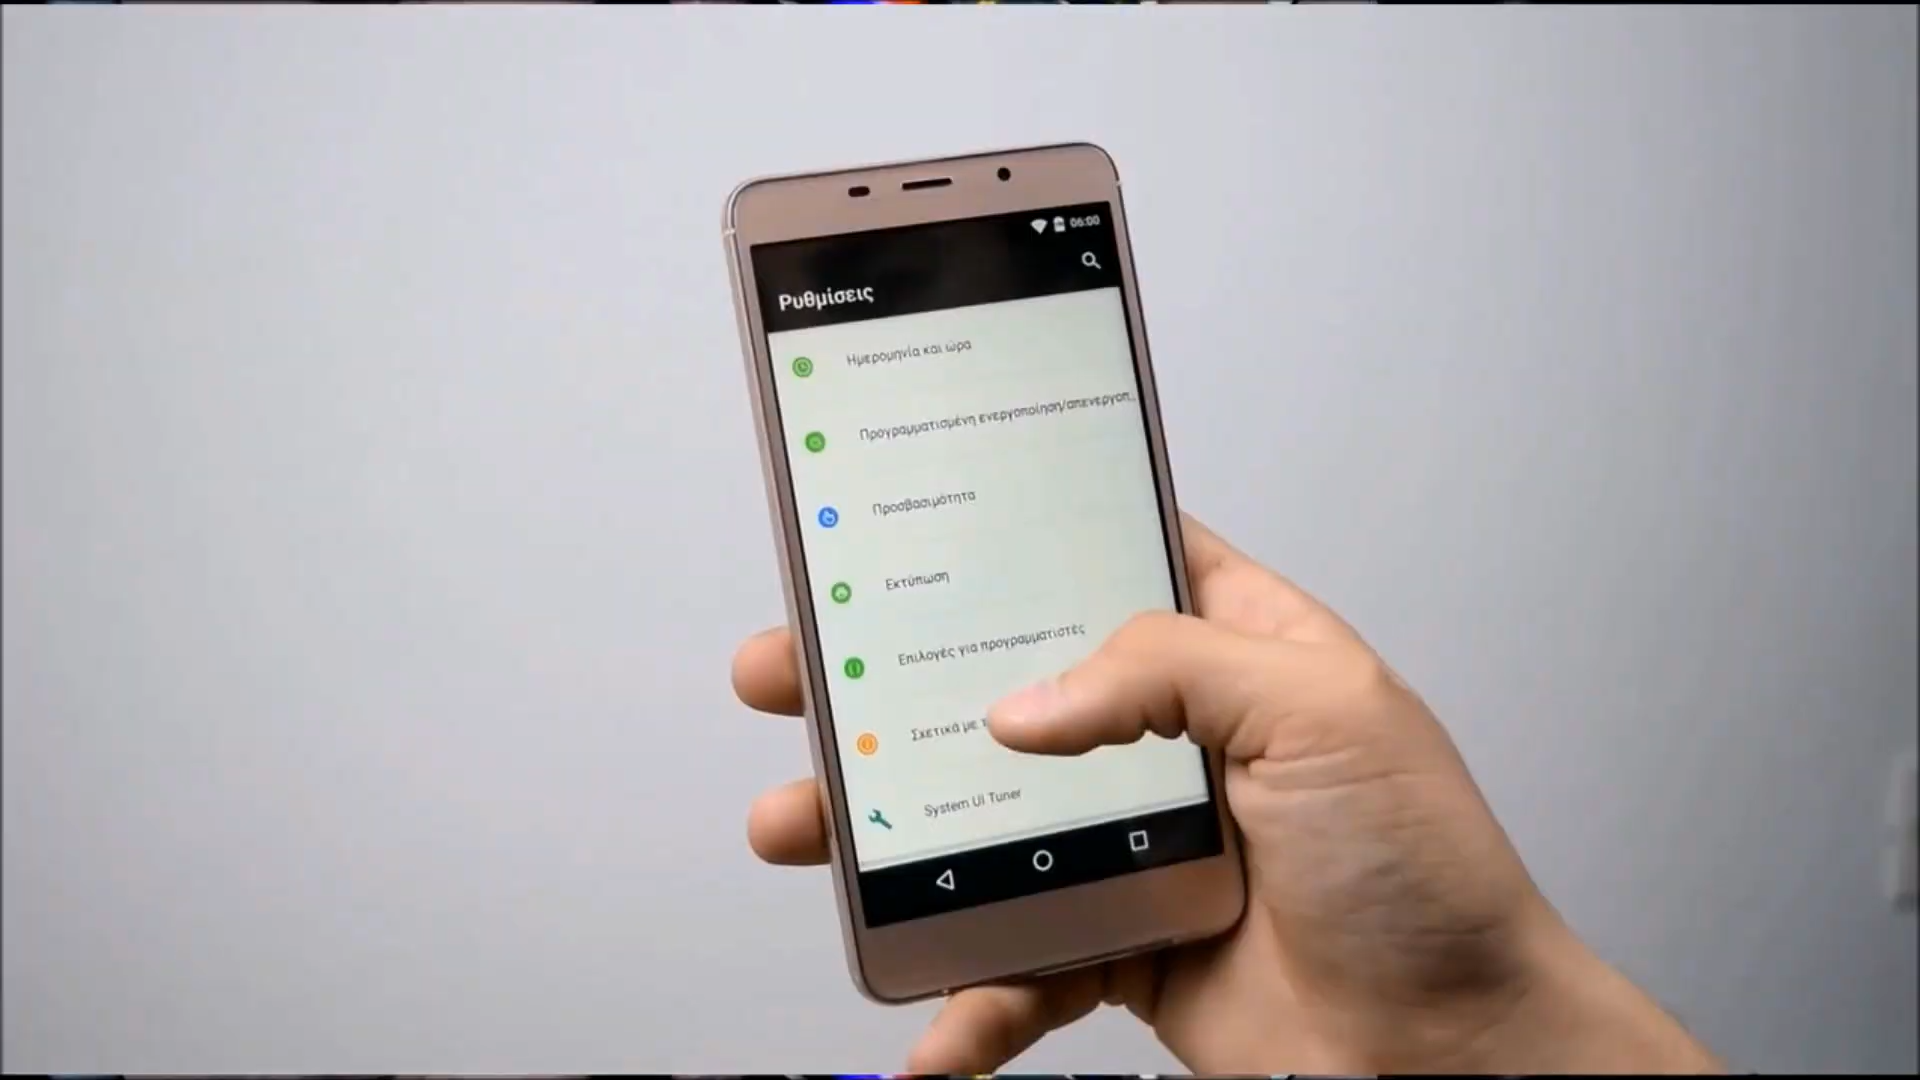 06:00
Ρυθμίσεις
Ημερομηνία και ώρα
Προγραμματισμένη ενεργοποίηση/απενεργοπ...
Προσβασιμότητα
Εκτύπωση
Επιλογές για προγραμματιστές
Σχετικά με τ
System UI Tuner